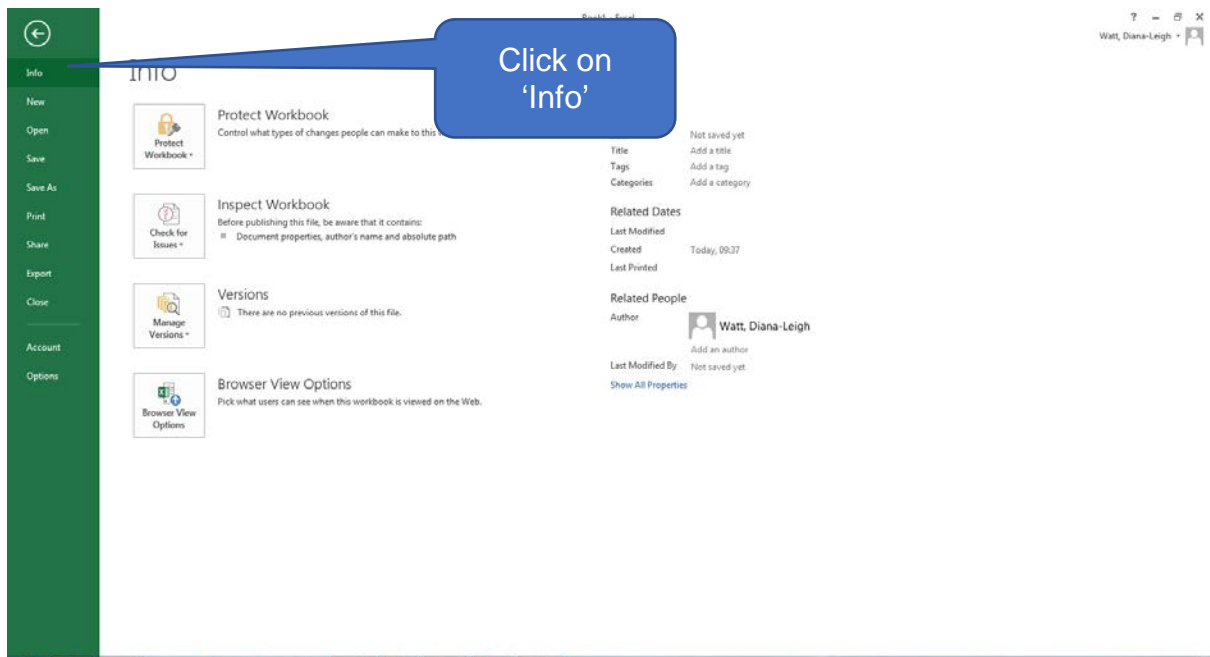 Book1 - Excel
? 
Watt, Diana-Leigh
Click on
‘Info’
Info
New
Open
Save
Save As
Print
Share
Export
Close
Account
Options
Info
Protect
Workbook
Protect Workbook
Control what types of changes people can make to this
Check for
Issues
Inspect Workbook
Before publishing this file, be aware that it contains:
Document properties, author's name and absolute path
Manage
Versions
Versions
There are no previous versions of this file.
Browser View
Options
Browser View Options
Pick what users can see when this workbook is viewed on the Web.
Not saved yet
Title Add a title
Tags Add a tag
Categories Add a category
Related Dates
Last Modified
Created Today, 09:37
Last Printed
Related People
Author Watt, Diana-Leigh
Add an author
Last Modified By Not saved yet
Show All Properties